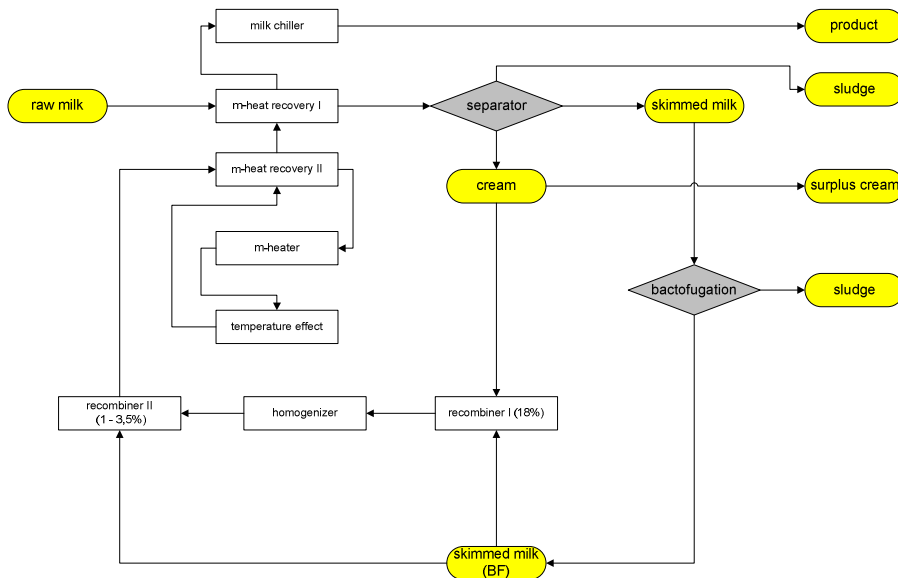 milk chiller
product
raw milk
m-heat recovery I
separator
skimmed milk
sludge
m-heat recovery II
cream
surplus cream
m-heater
bactofugation
sludge
temperature effect
recombiner II
(1 - 3,5%)
homogenizer
recombiner I (18%)
skimmed milk
(BF)